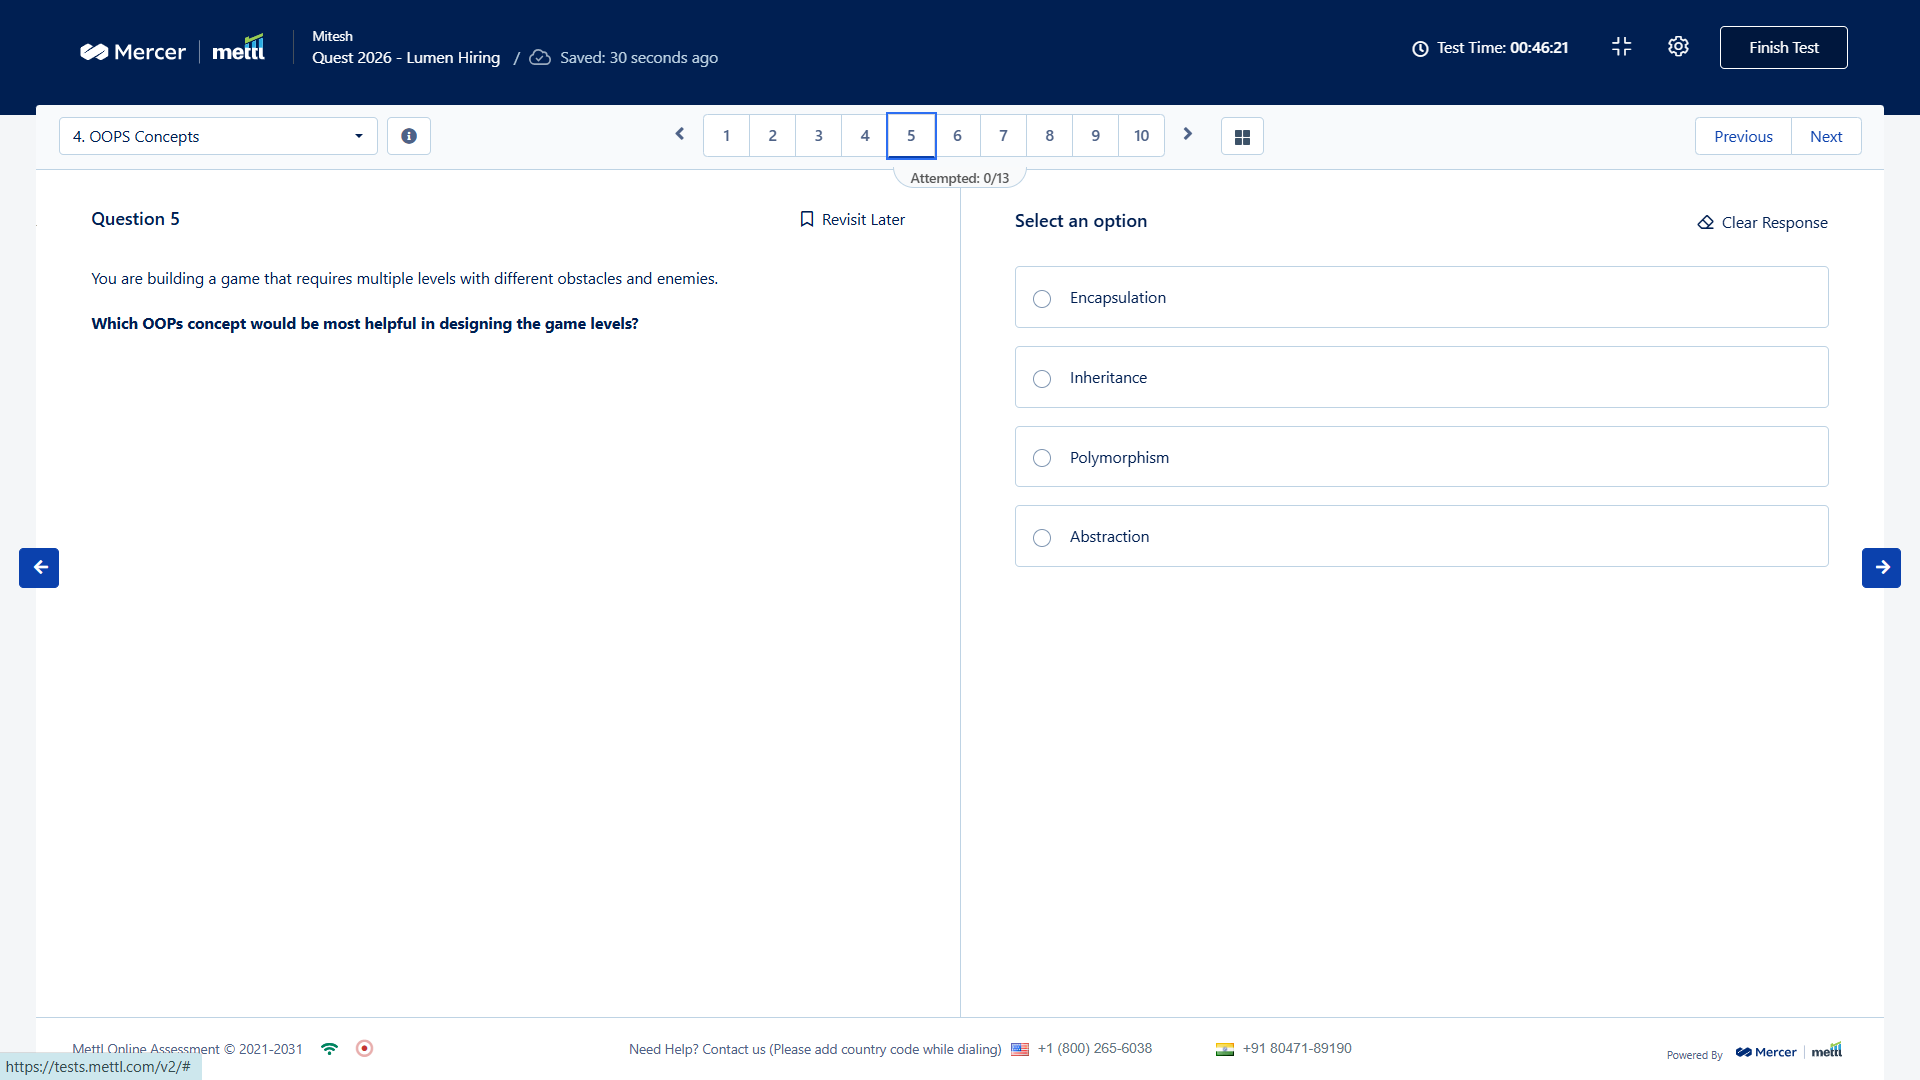 Mercer | mettl
Mitesh
Quest 2026 - Lumen Hiring / Saved: 30 seconds ago
Test Time: 00:46:21
Finish Test
4. OOPS Concepts
1 2 3 4 5 6 7 8 9 10
Previous Next
Attempted: 0/13
Question 5
Revisit Later
You are building a game that requires multiple levels with different obstacles and enemies.
Which OOPs concept would be most helpful in designing the game levels?
Select an option
Clear Response
Encapsulation
Inheritance
Polymorphism
Abstraction
Mettl Online Assessment © 2021-2031
Need Help? Contact us (Please add country code while dialing) +1 (800) 265-6038 +91 80471-89190
Powered By Mercer | mettl
https://tests.mettl.com/v2/#